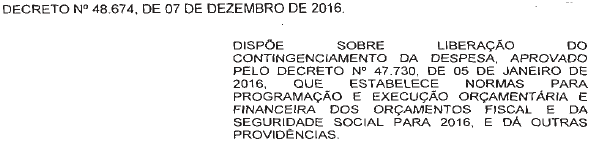 DECRETO Nº 48.674, DE 07 DE DEZEMBRO DE 2016.
DISPÕE SOBRE LIBERAÇÃO DO
CONTINGENCIAMENTO DA DESPESA, APROVADO
PELO DECRETO Nº 47.730, DE 05 DE JANEIRO DE
2016, QUE ESTABELECE NORMAS PARA
PROGRAMAÇÃO E EXECUÇÃO ORÇAMENTÁRIA E
FINANCEIRA DOS ORÇAMENTOS FISCAL E DA
SEGURIDADE SOCIAL PARA 2016, E DÁ OUTRAS
PROVIDÊNCIAS.